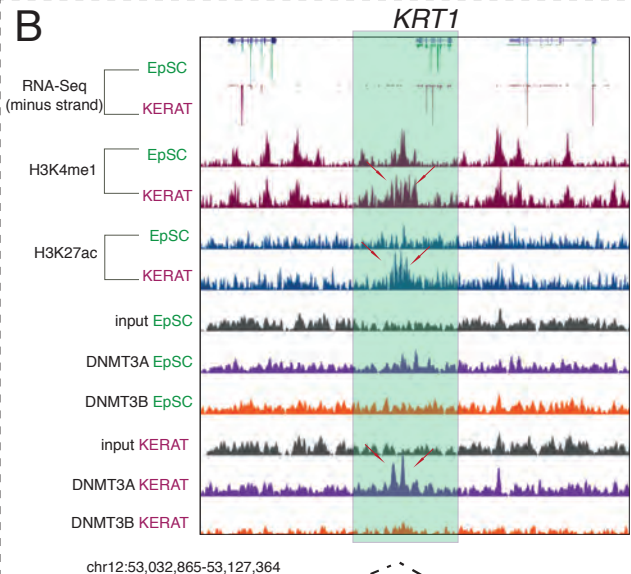 B
KRT1
EpSC
RNA-Seq
(minus strand)
KERAT
EpSC
H3K4me1
KERAT
EpSC
H3K27ac
KERAT
input EpSC
DNMT3A EpSC
DNMT3B EpSC
input KERAT
DNMT3A KERAT
DNMT3B KERAT
chr12:53,032,865-53,127,364